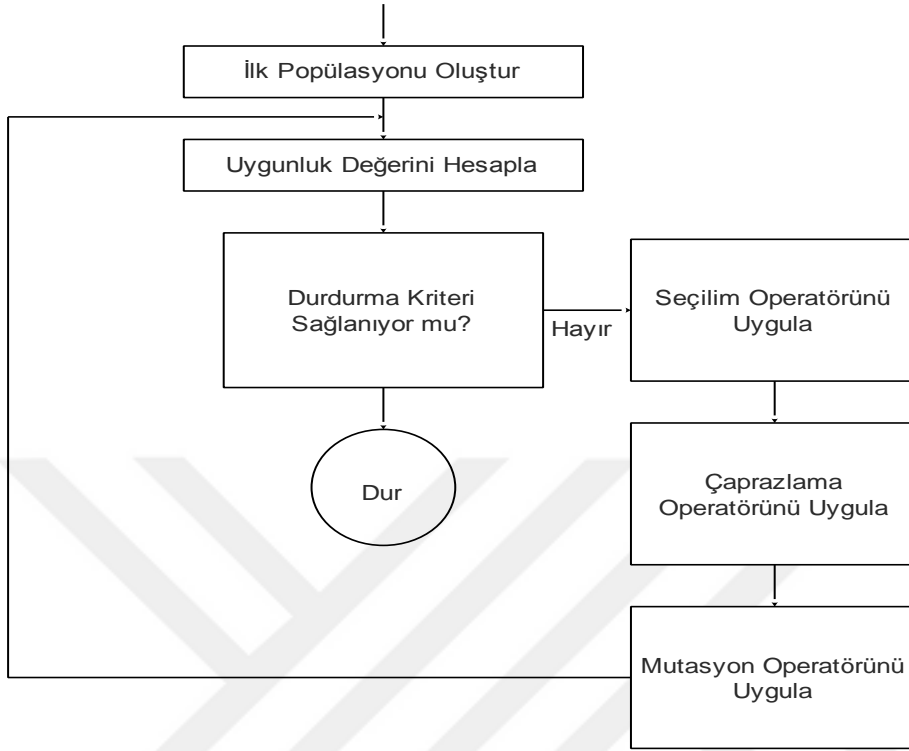 İlk Popülasyonu Oluştur
Uygunluk Değerini Hesapla
Durdurma Kriteri
Sağlanıyor mu?
Hayır
Seçilim Operatörünü
Uygula
Dur
Çaprazlama
Operatörünü Uygula
Mutasyon Operatörünü
Uygula